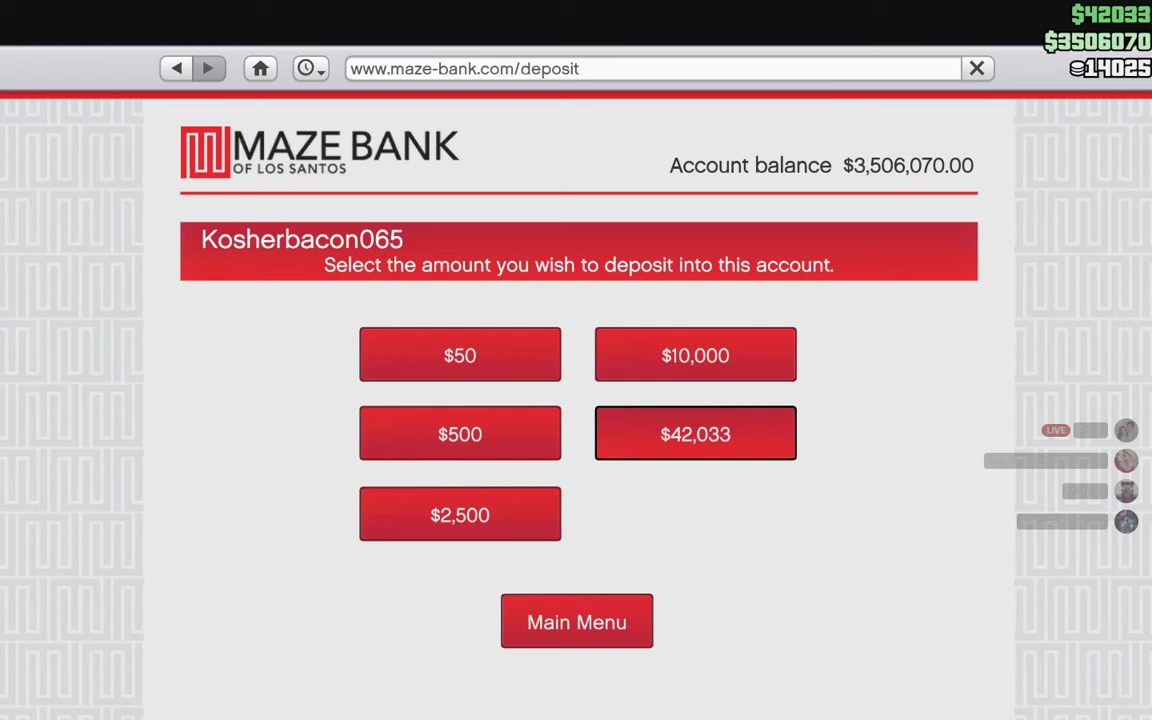 $42033
$3506070
14025
www.maze-bank.com/deposit
MAZE BANK
OF LOS SANTOS
Account balance $3,506,070.00
Kosherbacon065
Select the amount you wish to deposit into this account.
$50
$10,000
$500
$42,033
$2,500
Main Menu
LIVE